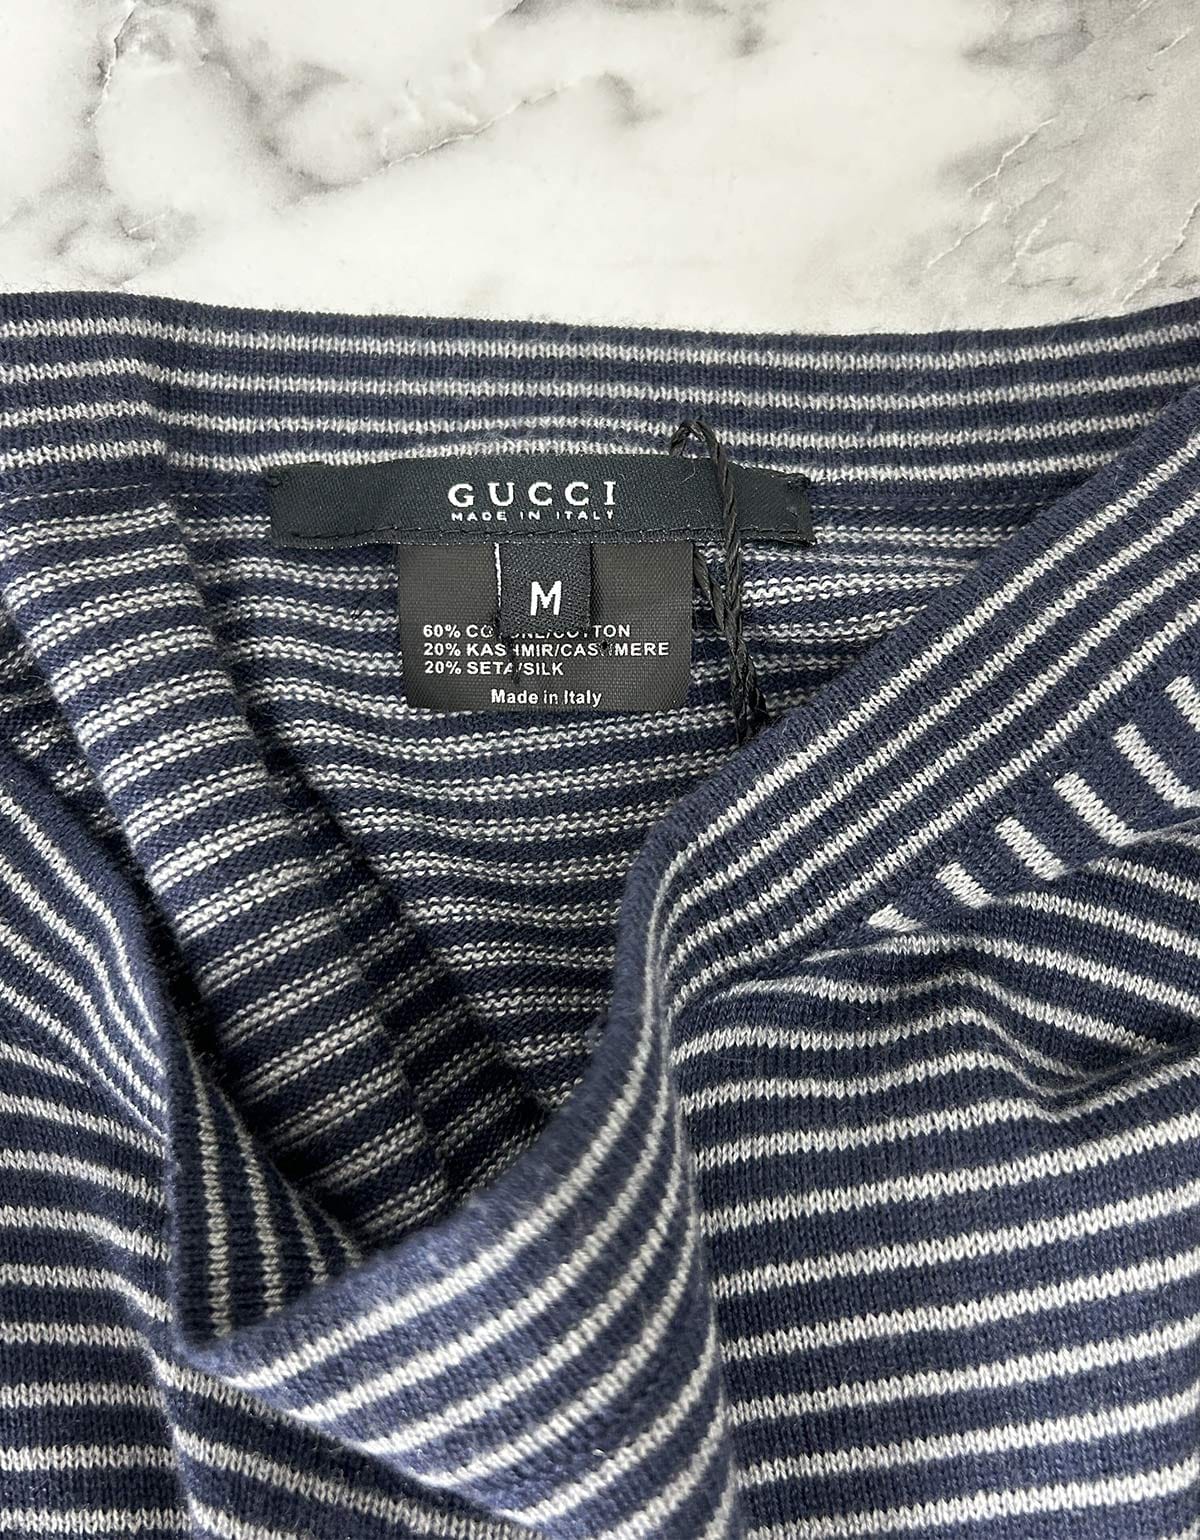 GUCCI
MADE IN ITALY
M
60% COTONE/COTTON
20% KASHMIR/CASHMERE
20% SETA/SILK
Made in Italy